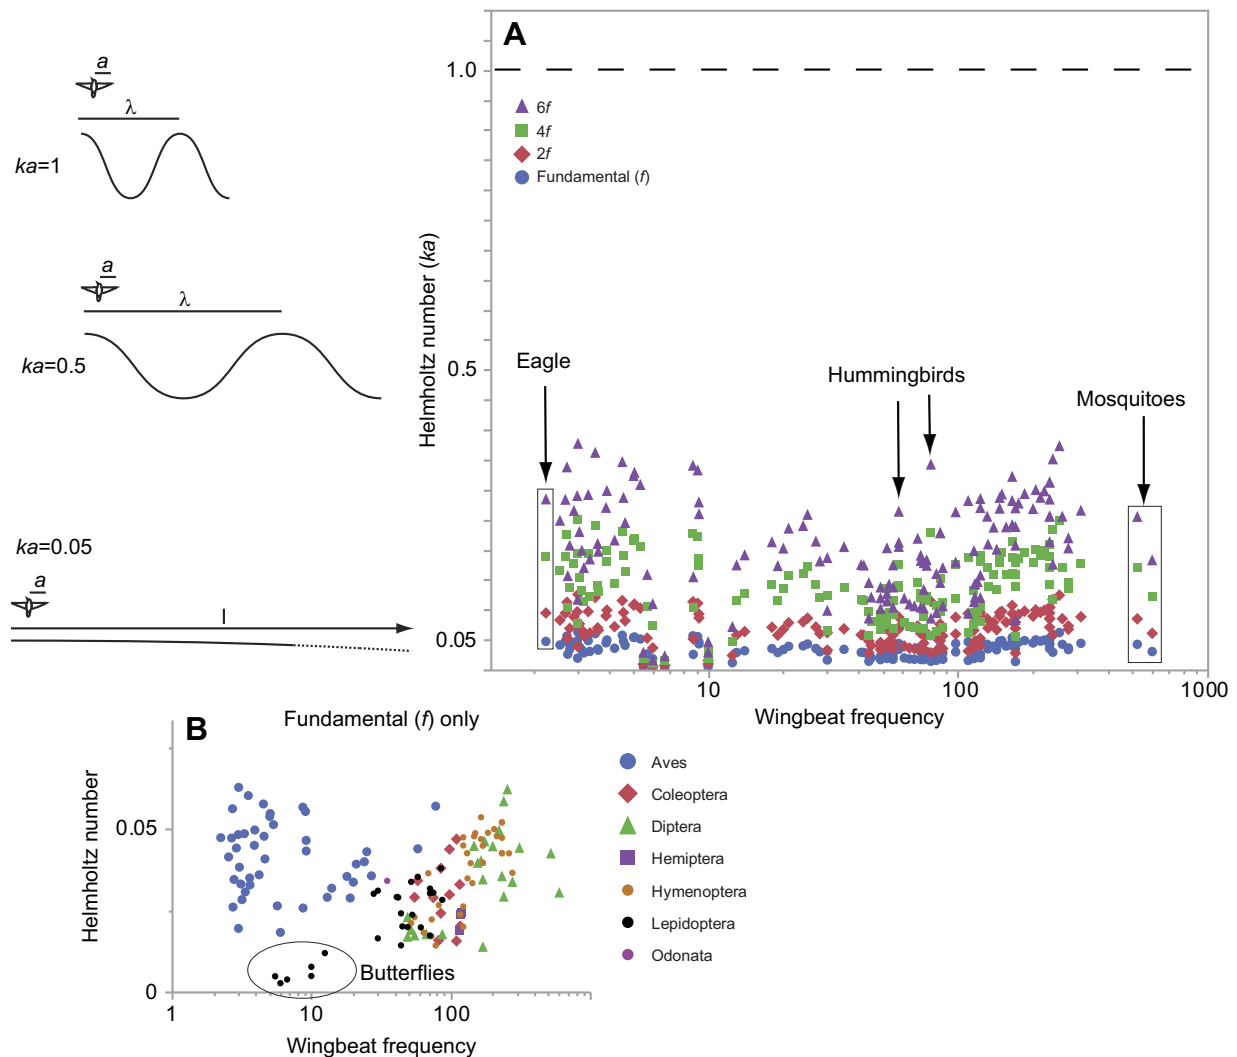 a
λ
ka=1
a
λ
ka=0.5
ka=0.05
a
l
A
1.0
6f
4f
2f
Fundamental (f)
Helmholtz number (ka)
0.5
Eagle
Hummingbirds
Mosquitoes
0.05
10
100
1000
Wingbeat frequency
B
Fundamental (f) only
Helmholtz number
0.05
0
Butterflies
1
10
100
Wingbeat frequency
Aves
Coleoptera
Diptera
Hemiptera
Hymenoptera
Lepidoptera
Odonata